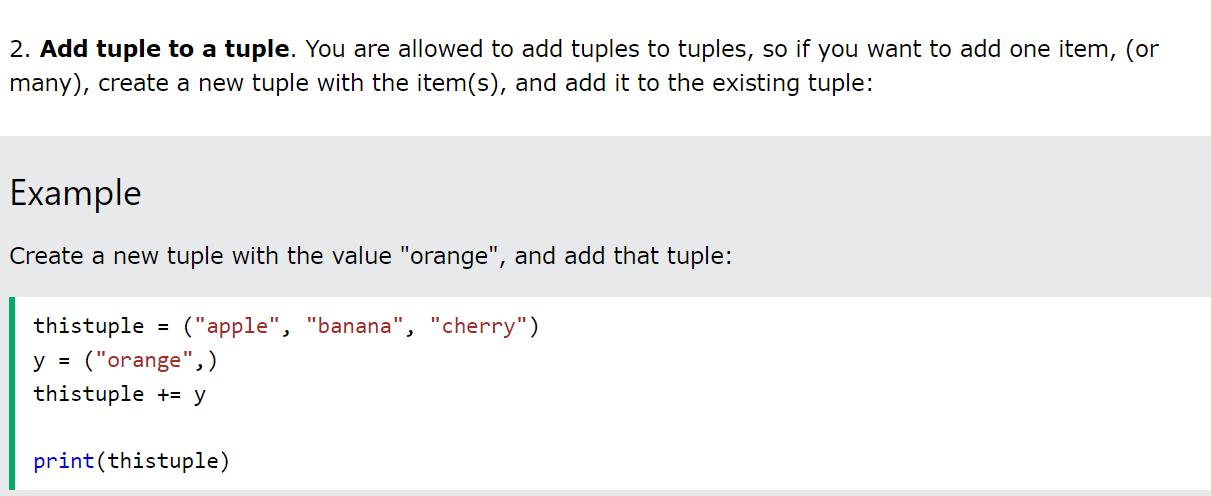 2. Add tuple to a tuple. You are allowed to add tuples to tuples, so if you want to add one item, (or
many), create a new tuple with the item(s), and add it to the existing tuple:
Example
Create a new tuple with the value "orange", and add that tuple:
thistuple = ("apple", "banana", "cherry")
y = ("orange",)
thistuple += y
print(thistuple)